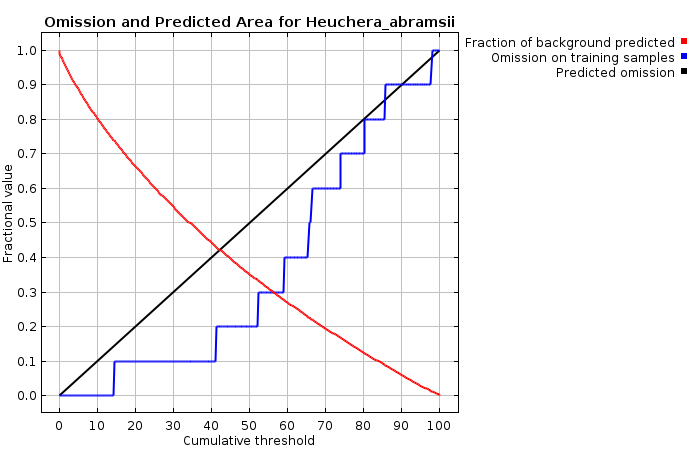 Omission and Predicted Area for Heuchera_abramsii
Fraction of background predicted
Omission on training samples
Predicted omission
Fractional value
1.0
0.9
0.8
0.7
0.6
0.5
0.4
0.3
0.2
0.1
0.0
0 10 20 30 40 50 60 70 80 90 100
Cumulative threshold